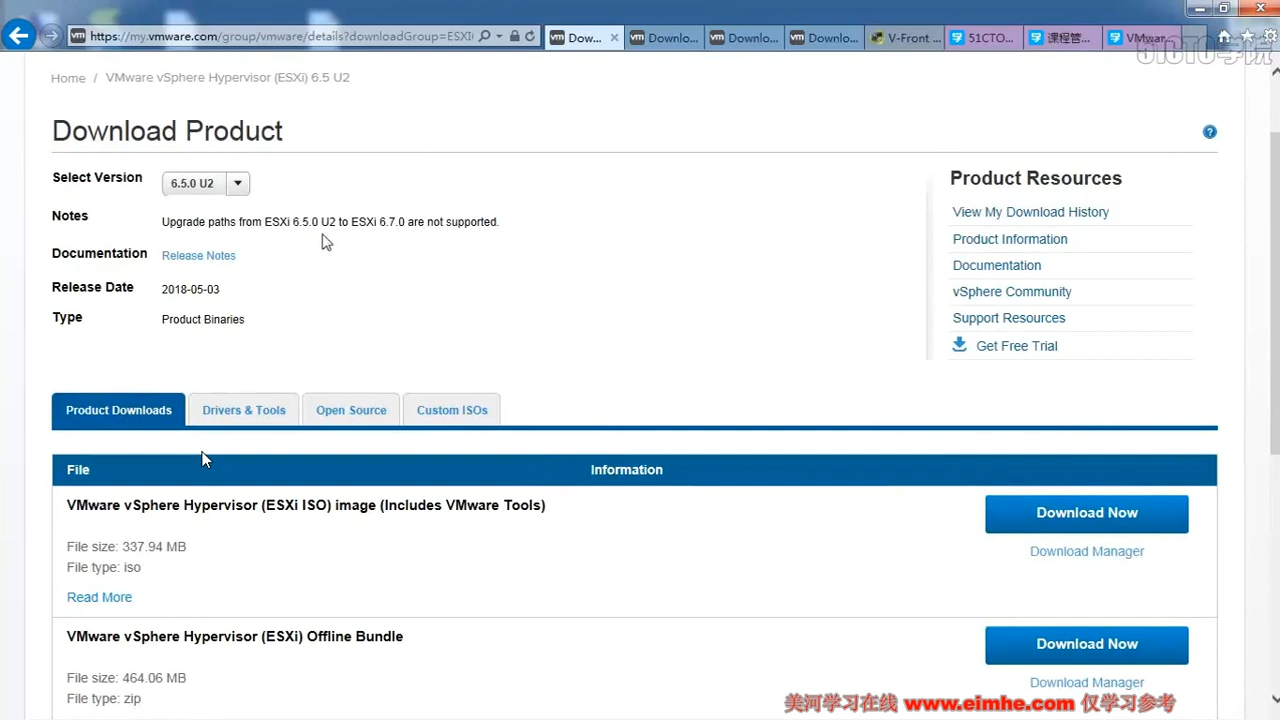 https://my.vmware.com/group/vmware/details?downloadGroup=ESXI
Dow...
Downlo...
Downlo...
Downlo...
V-Front ...
51CTO...
课程管...
VMwar...
51CTO学院
Home / VMware vSphere Hypervisor (ESXi) 6.5 U2
Download Product
Select Version 6.5.0 U2
Notes Upgrade paths from ESXi 6.5.0 U2 to ESXi 6.7.0 are not supported.
Documentation Release Notes
Release Date 2018-05-03
Type Product Binaries
Product Resources
View My Download History
Product Information
Documentation
vSphere Community
Support Resources
Get Free Trial
Product Downloads
Drivers & Tools
Open Source
Custom ISOs
File Information
VMware vSphere Hypervisor (ESXi ISO) image (Includes VMware Tools)
Download Now
File size: 337.94 MB
Download Manager
File type: iso
Read More
VMware vSphere Hypervisor (ESXi) Offline Bundle
Download Now
File size: 464.06 MB
Download Manager
File type: zip
美河学习在线 www.eimhe.com 仅学习参考